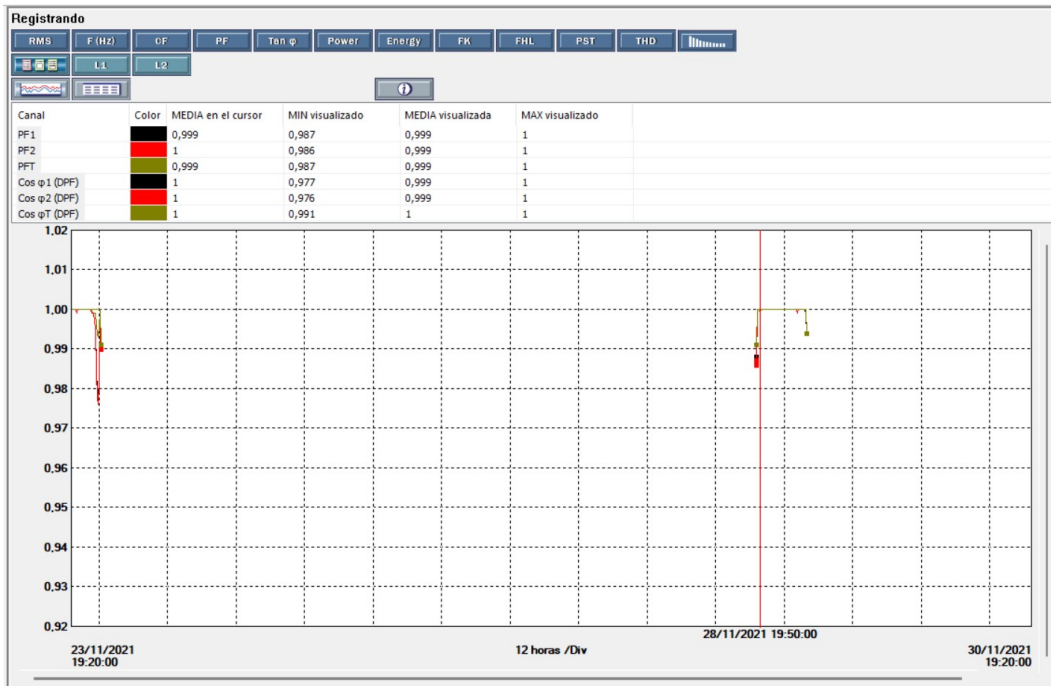 Registrando
RMS F (Hz) CF PF Tan φ Power Energy FK FHL PST THD
L1 L2
Canal Color MEDIA en el cursor MIN visualizado MEDIA visualizada MAX visualizado
PF1 0,999 0,987 0,999 1
PF2 1 0,986 0,999 1
PFT 0,999 0,987 0,999 1
Cos φ1 (DPF) 1 0,977 0,999 1
Cos φ2 (DPF) 1 0,976 0,999 1
Cos φT (DPF) 1 0,991 1 1
1,02
1,01
1,00
0,99
0,98
0,97
0,96
0,95
0,94
0,93
0,92
28/11/2021 19:50:00
23/11/2021 12 horas /Div 30/11/2021
19:20:00 19:20:00